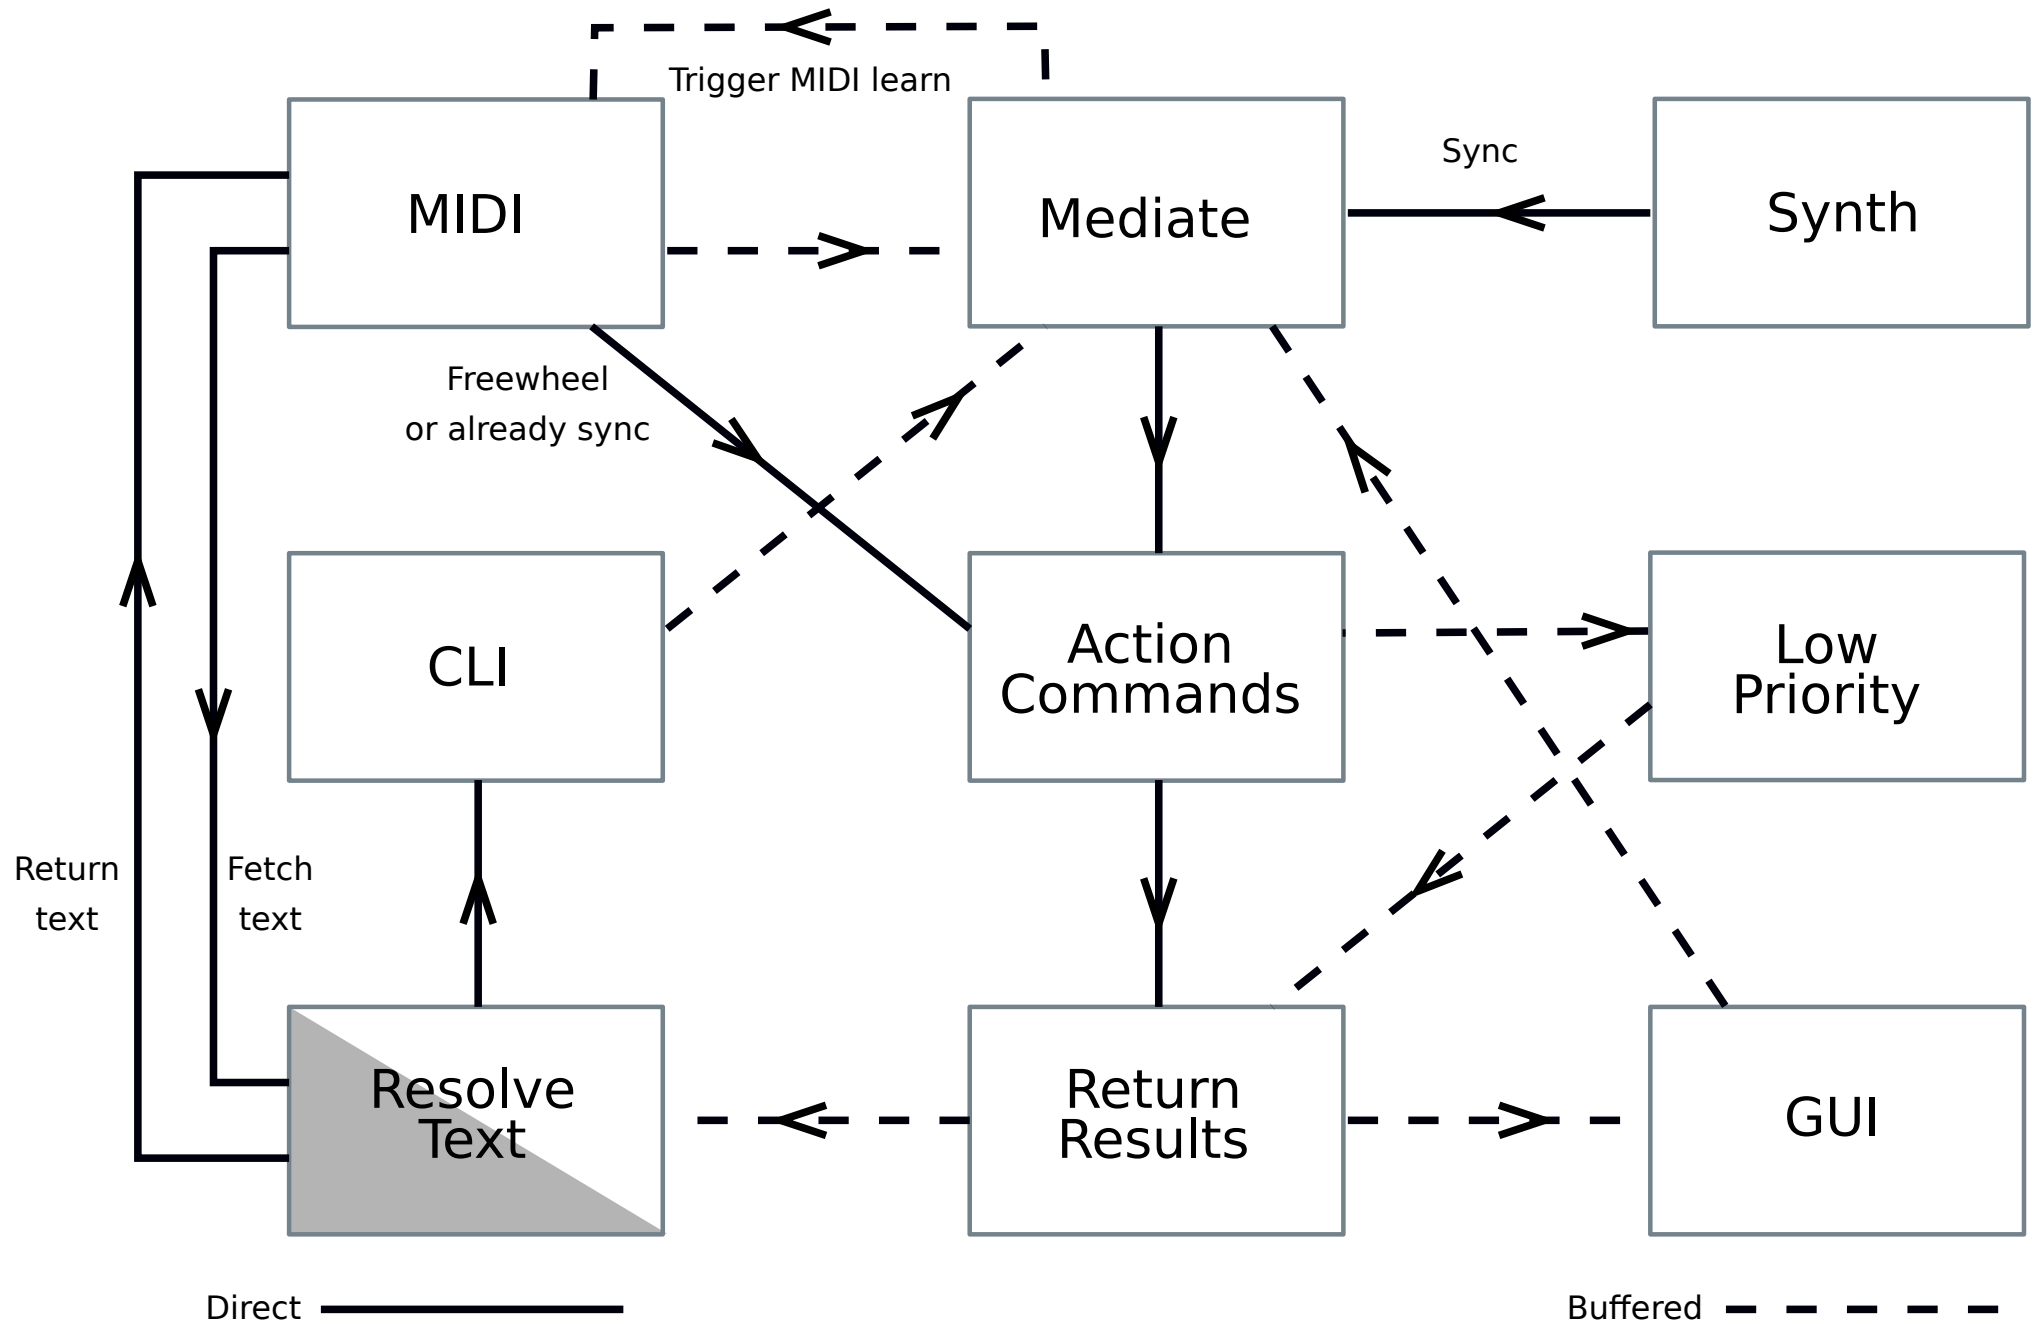 Trigger MIDI learn
MIDI
Mediate
Sync
Synth
Freewheel
or already sync
CLI
Action
Commands
Low
Priority
Return
text
Fetch
text
Resolve
Text
Return
Results
GUI
Direct
Buffered